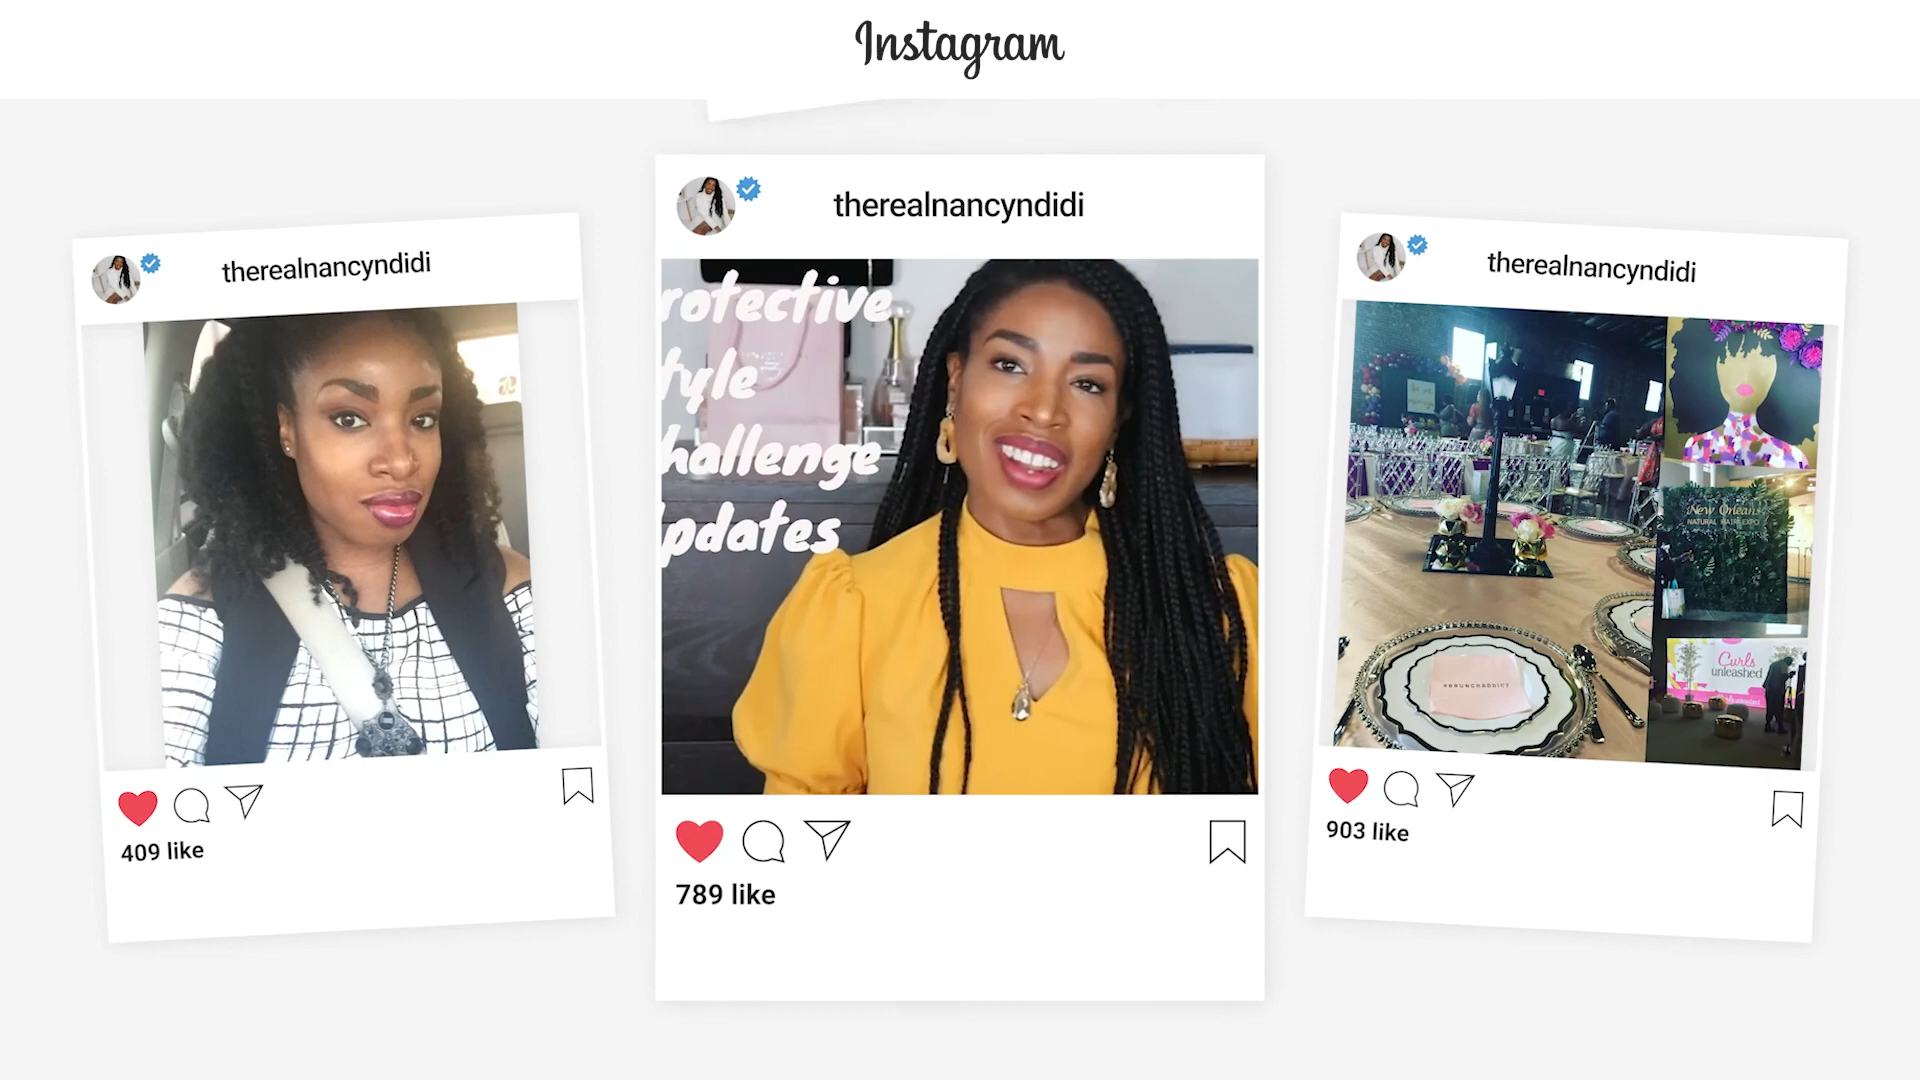 Instagram
therealnancyndidi
409 like
therealnancyndidi
rotective
tyle
hallenge
pdates
789 like
therealnancyndidi
New Orleans
NATURAL HAIR EXPO
Curls
unleashed
#BRUNCHADDICT
903 like